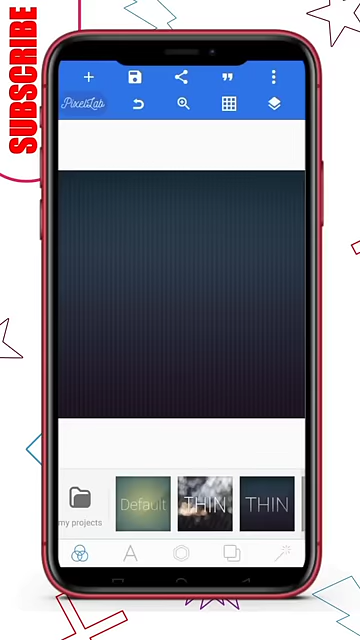 SUBSCRIBE
PixelLab
my projects
Default
THIN
THIN
A